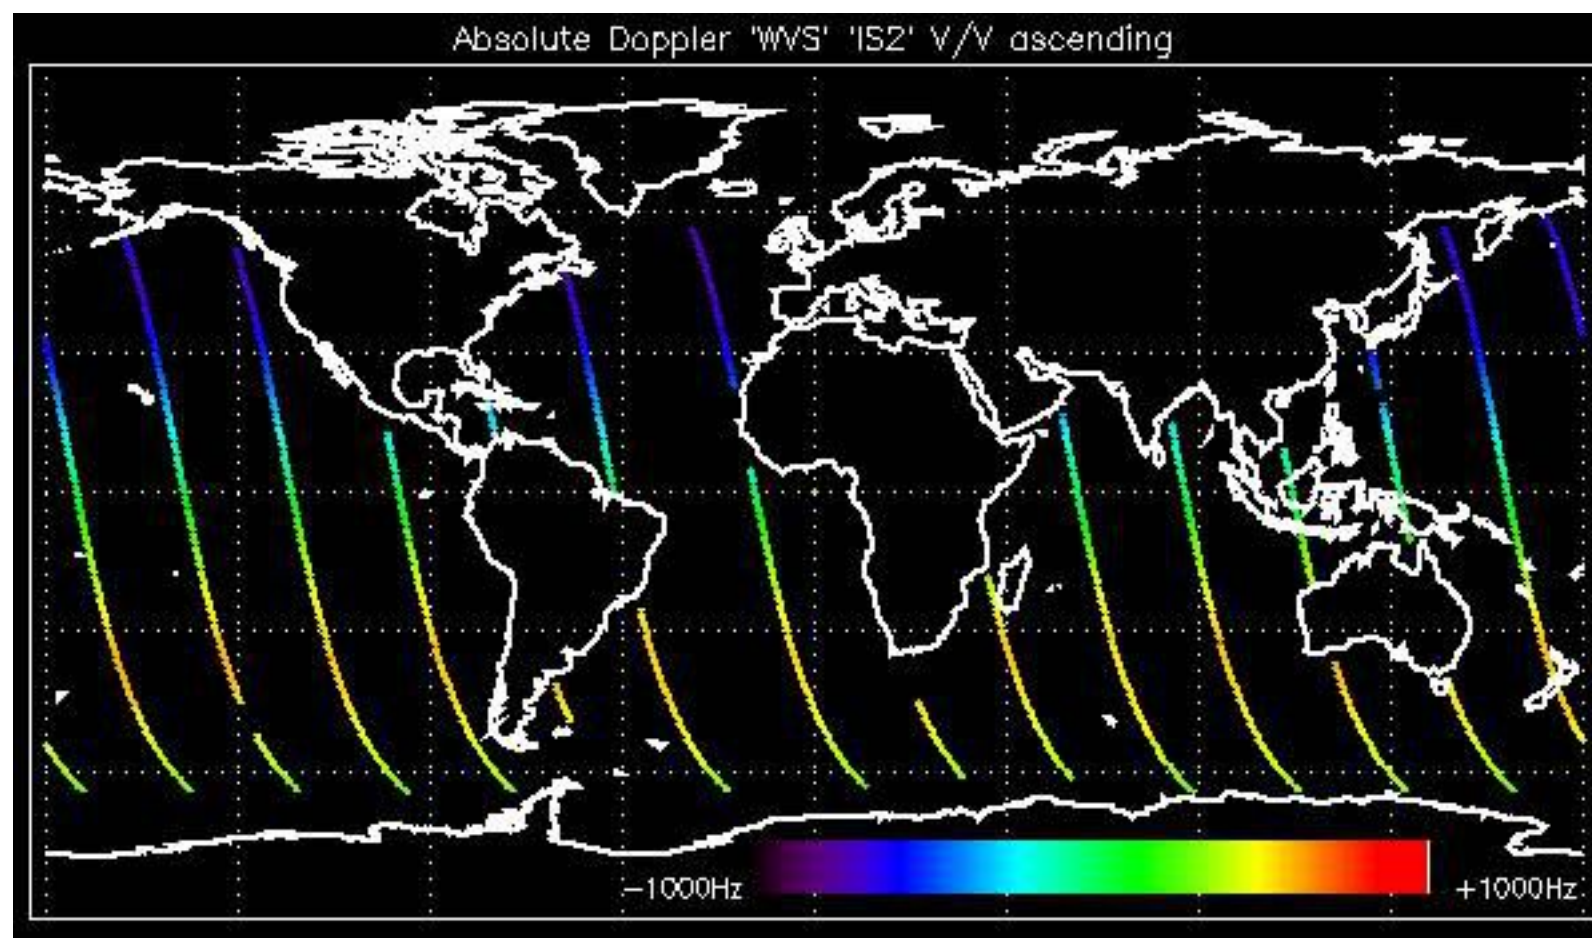 Absolute Doppler 'WVS' 'IS2' V/V ascending
-1000Hz
+1000Hz